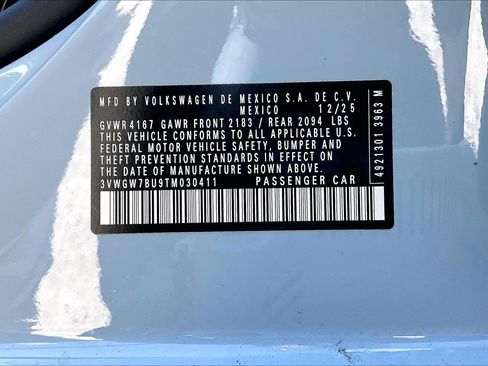 MFD BY VOLKSWAGEN DE MEXICO S.A. DE C.V.
MEXICO 12/25
GVWR 4167 GAWR FRONT 2183 / REAR 2094 LBS
THIS VEHICLE CONFORMS TO ALL APPLICABLE U.S.
FEDERAL MOTOR VEHICLE SAFETY, BUMPER AND
THEFT PREVENTION STANDARDS IN EFFECT ON
THE DATE OF MANUFACTURE SHOWN ABOVE.
3VWGW7BU9TM030411 PASSENGER CAR
4921301 3963 M